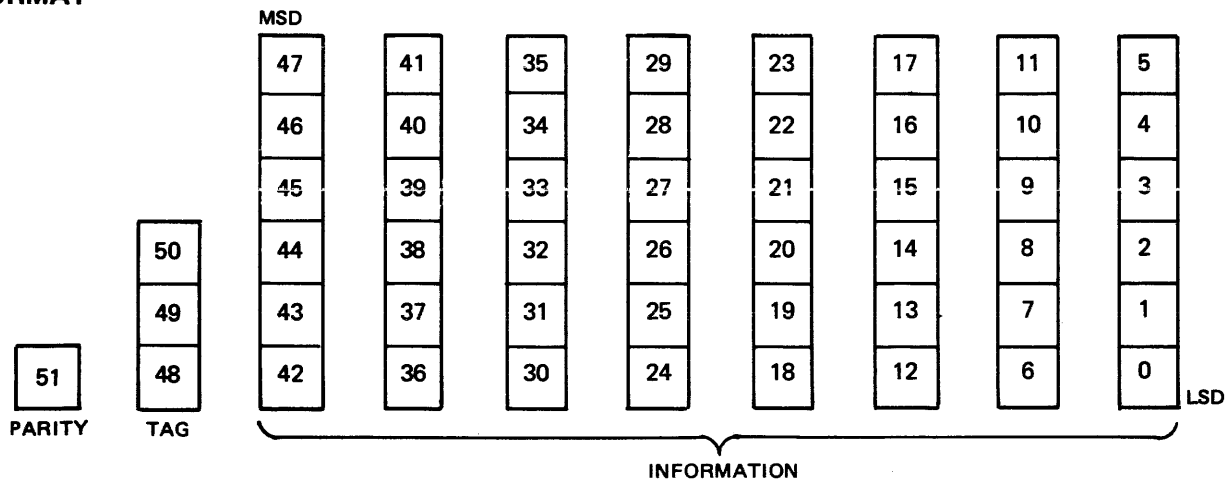 MSD
47 41 35 29 23 17 11 5
46 40 34 28 22 16 10 4
45 39 33 27 21 15 9 3
50 44 38 32 26 20 14 8 2
49 43 37 31 25 19 13 7 1
51 48 42 36 30 24 18 12 6 0
LSD
PARITY TAG
INFORMATION